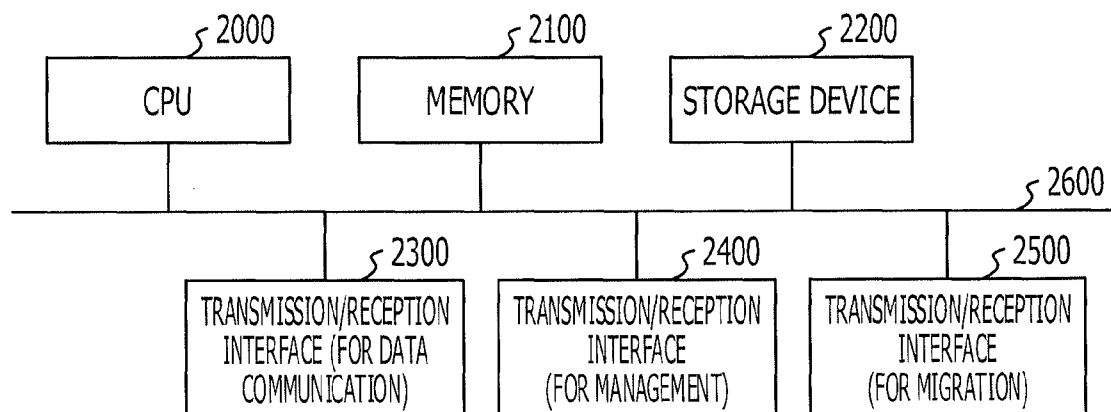 2000
2100
2200
CPU
MEMORY
STORAGE DEVICE
2600
2300
2400
2500
TRANSMISSION/RECEPTION
INTERFACE (FOR DATA
COMMUNICATION)
TRANSMISSION/RECEPTION
INTERFACE
(FOR MANAGEMENT)
TRANSMISSION/RECEPTION
INTERFACE
(FOR MIGRATION)